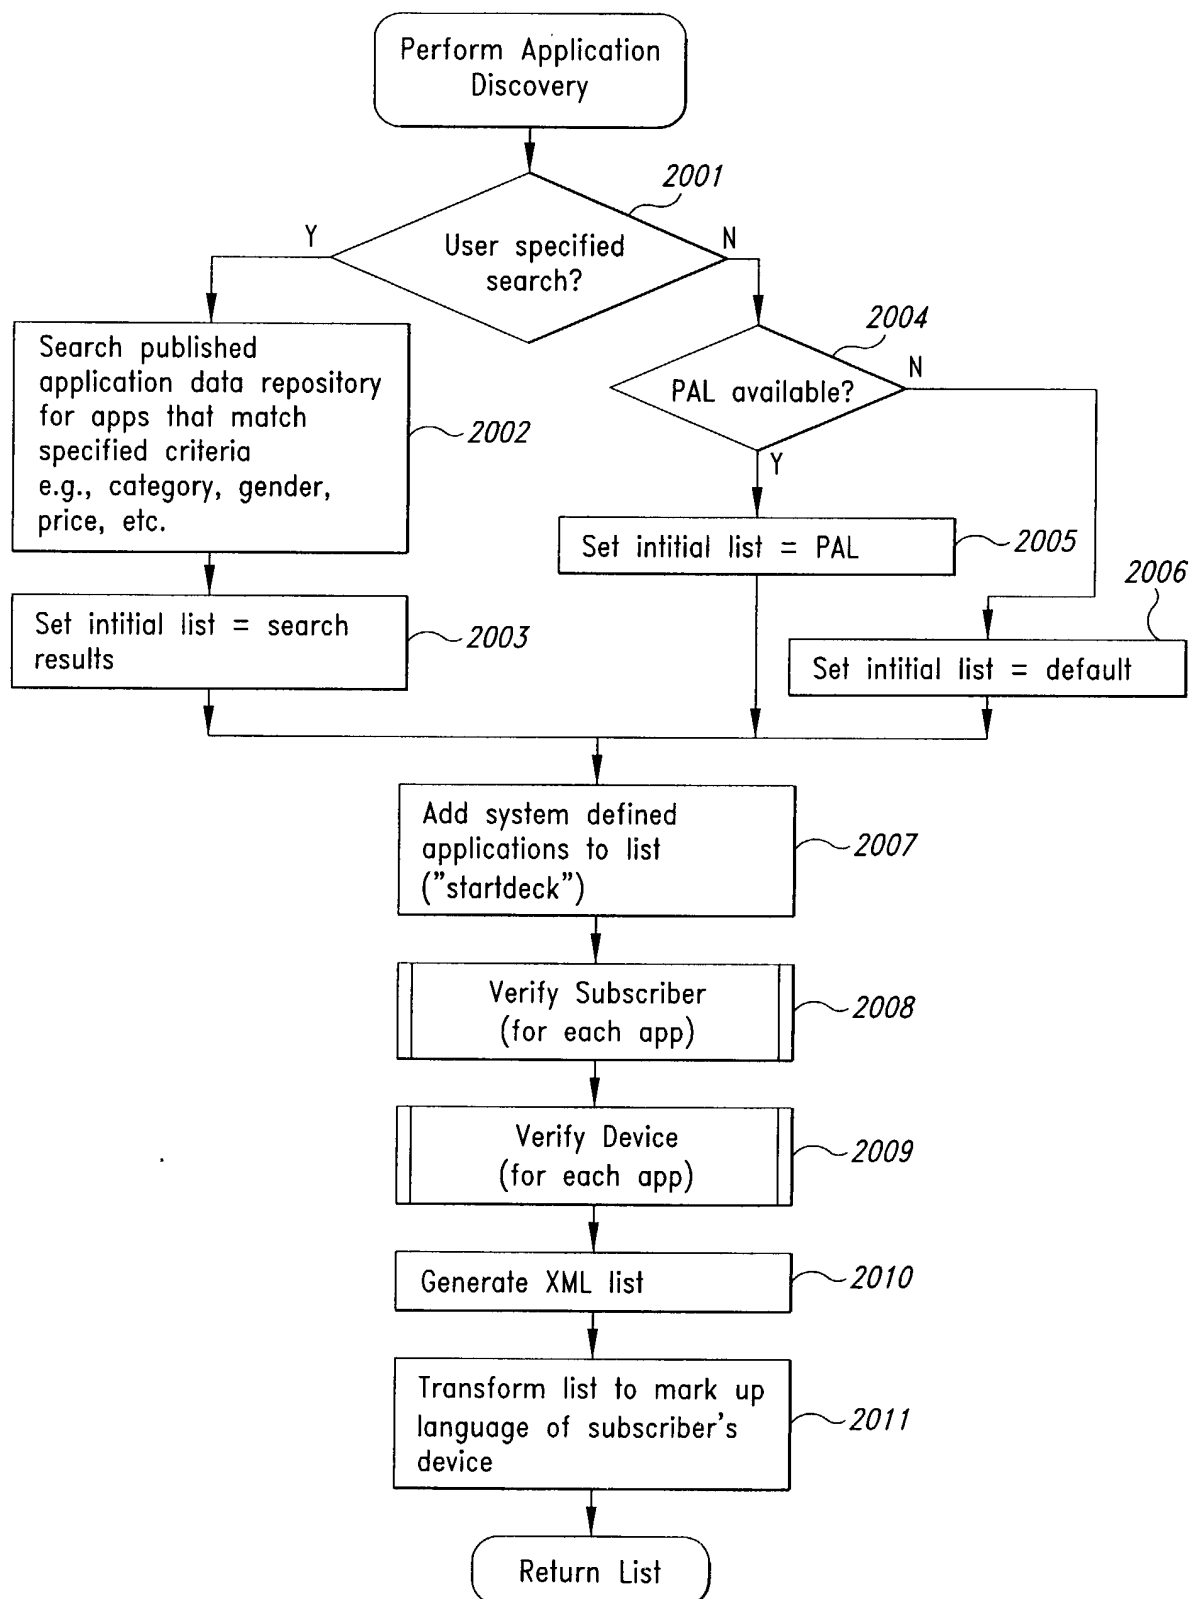 Perform Application
Discovery
2001
Y
N
User specified
search?
2004
N
PAL available?
Y
Search published
application data repository
for apps that match
specified criteria
e.g., category, gender,
price, etc.
2002
Set intitial list = PAL
2005
2006
Set intitial list = search
results
2003
Set intitial list = default
Add system defined
applications to list
("startdeck")
2007
Verify Subscriber
(for each app)
2008
Verify Device
(for each app)
2009
Generate XML list
2010
Transform list to mark up
language of subscriber's
device
2011
Return List